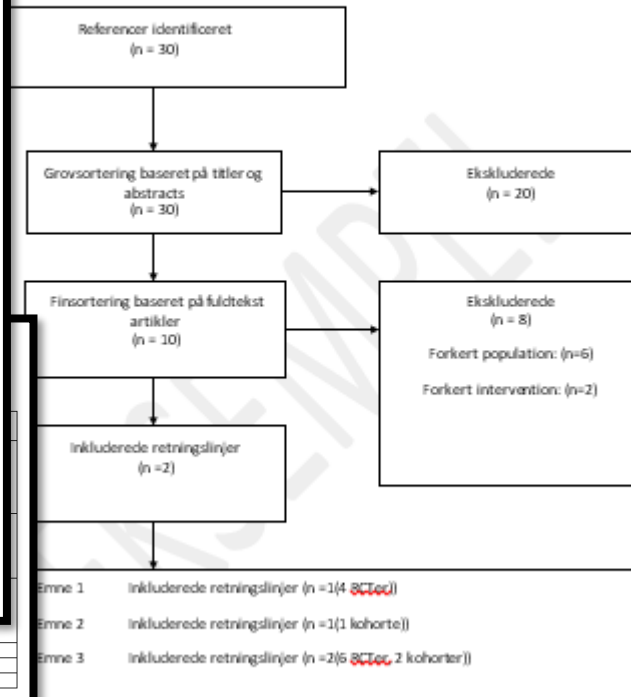 Referencer identificeret
(n = 30)
Grovsortering baseret på titler og
abstracts
(n = 30)
Ekskluderede
(n = 20)
Finsortering baseret på fuldtekst
artikler
(n = 10)
Ekskluderede
(n = 8)
Forkert population: (n=6)
Forkert intervention: (n=2)
Inkluderede retningslinjer
(n =2)
Emne 1 Inkluderede retningslinjer (n =1(4 RCTer))
Emne 2 Inkluderede retningslinjer (n =1(1 kohorte))
Emne 3 Inkluderede retningslinjer (n =2(6 RCTer, 2 kohorter))
EKSEMPEL